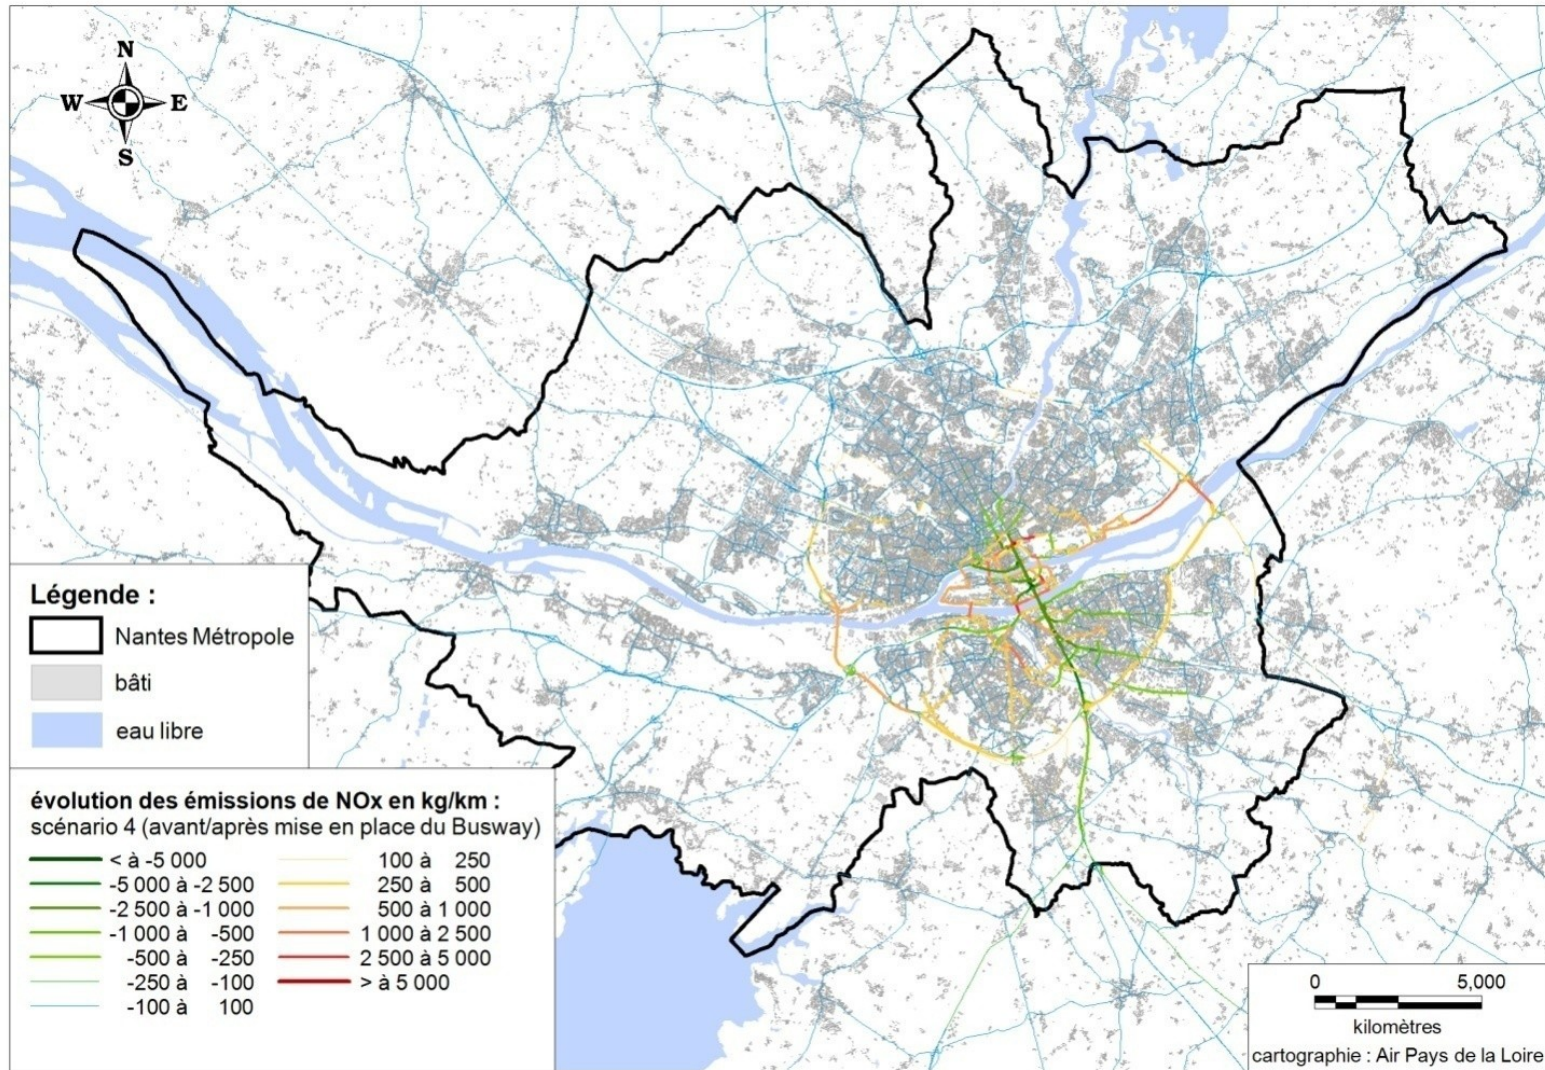 N
W E
S
Légende :
Nantes Métropole
bâti
eau libre
évolution des émissions de NOx en kg/km :
scénario 4 (avant/après mise en place du Busway)
< à -5 000
-5 000 à -2 500
-2 500 à -1 000
-1 000 à -500
-500 à -250
-250 à -100
-100 à 100
100 à 250
250 à 500
500 à 1 000
1 000 à 2 500
2 500 à 5 000
> à 5 000
0 5,000
kilomètres
cartographie : Air Pays de la Loire